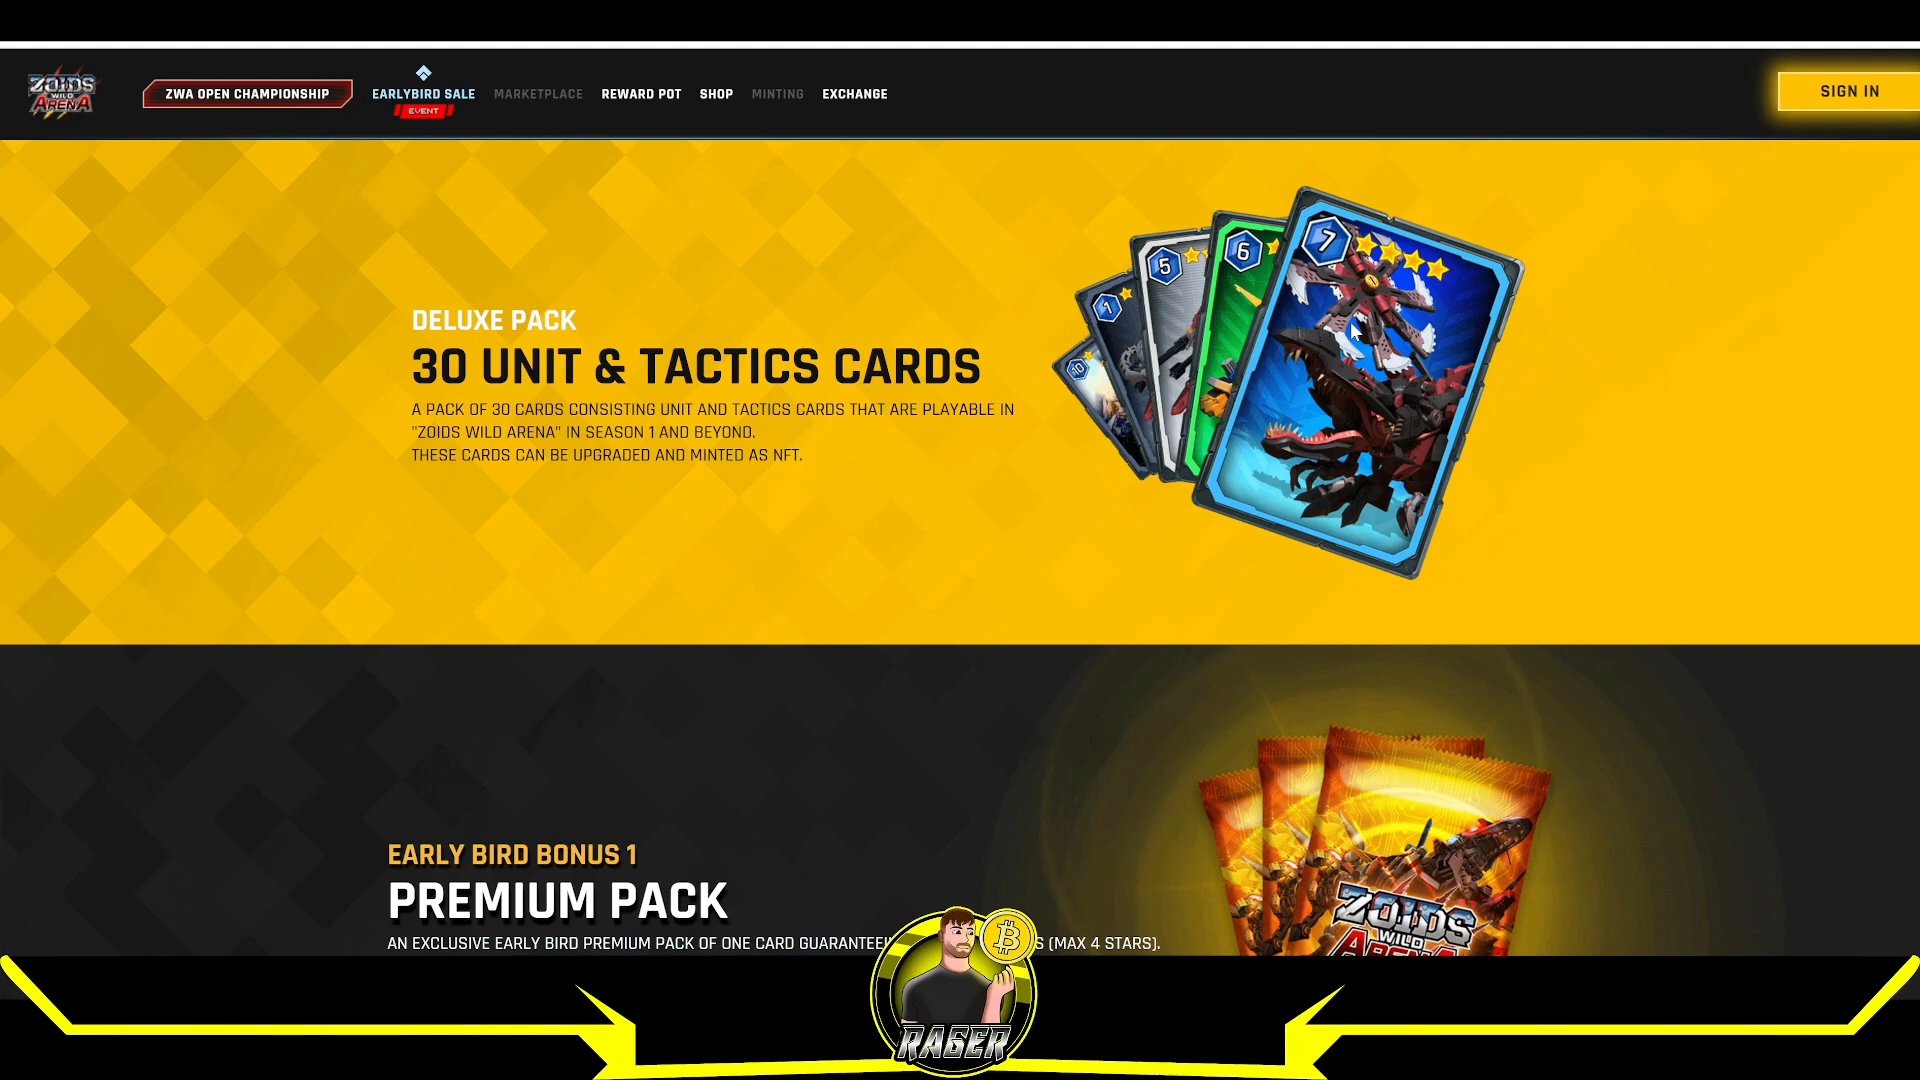 ZOIDS
WILD
ARENA
ZWA OPEN CHAMPIONSHIP
EARLYBIRD SALE
EVENT
MARKETPLACE
REWARD POT
SHOP
MINTING
EXCHANGE
SIGN IN
DELUXE PACK
30 UNIT & TACTICS CARDS
A PACK OF 30 CARDS CONSISTING UNIT AND TACTICS CARDS THAT ARE PLAYABLE IN
"ZOIDS WILD ARENA" IN SEASON 1 AND BEYOND.
THESE CARDS CAN BE UPGRADED AND MINTED AS NFT.
10
1
5
6
7
EARLY BIRD BONUS 1
PREMIUM PACK
AN EXCLUSIVE EARLY BIRD PREMIUM PACK OF ONE CARD (MAX 4 STARS).
ZOIDS
WILD
ARENA
RAGER